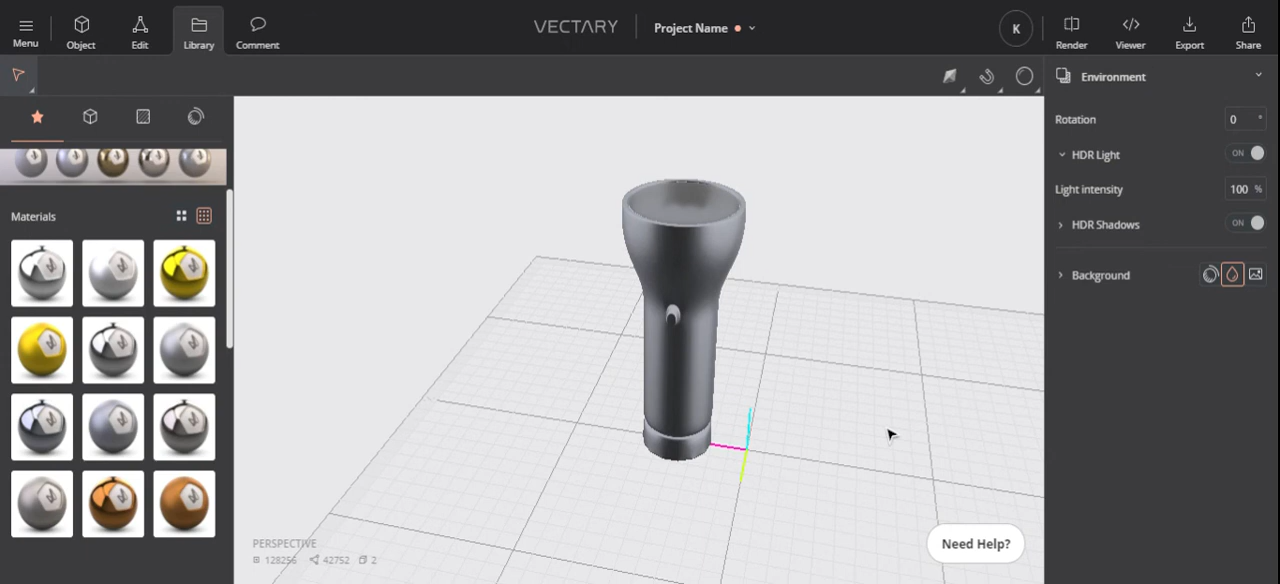 Menu
Object
Edit
Library
Comment
VECTARY
Project Name
K
Render
Viewer
Export
Share
Environment
Rotation
0 °
HDR Light
ON
Light intensity
100 %
HDR Shadows
ON
Background
Materials
PERSPECTIVE
128256 42752 2
Need Help?